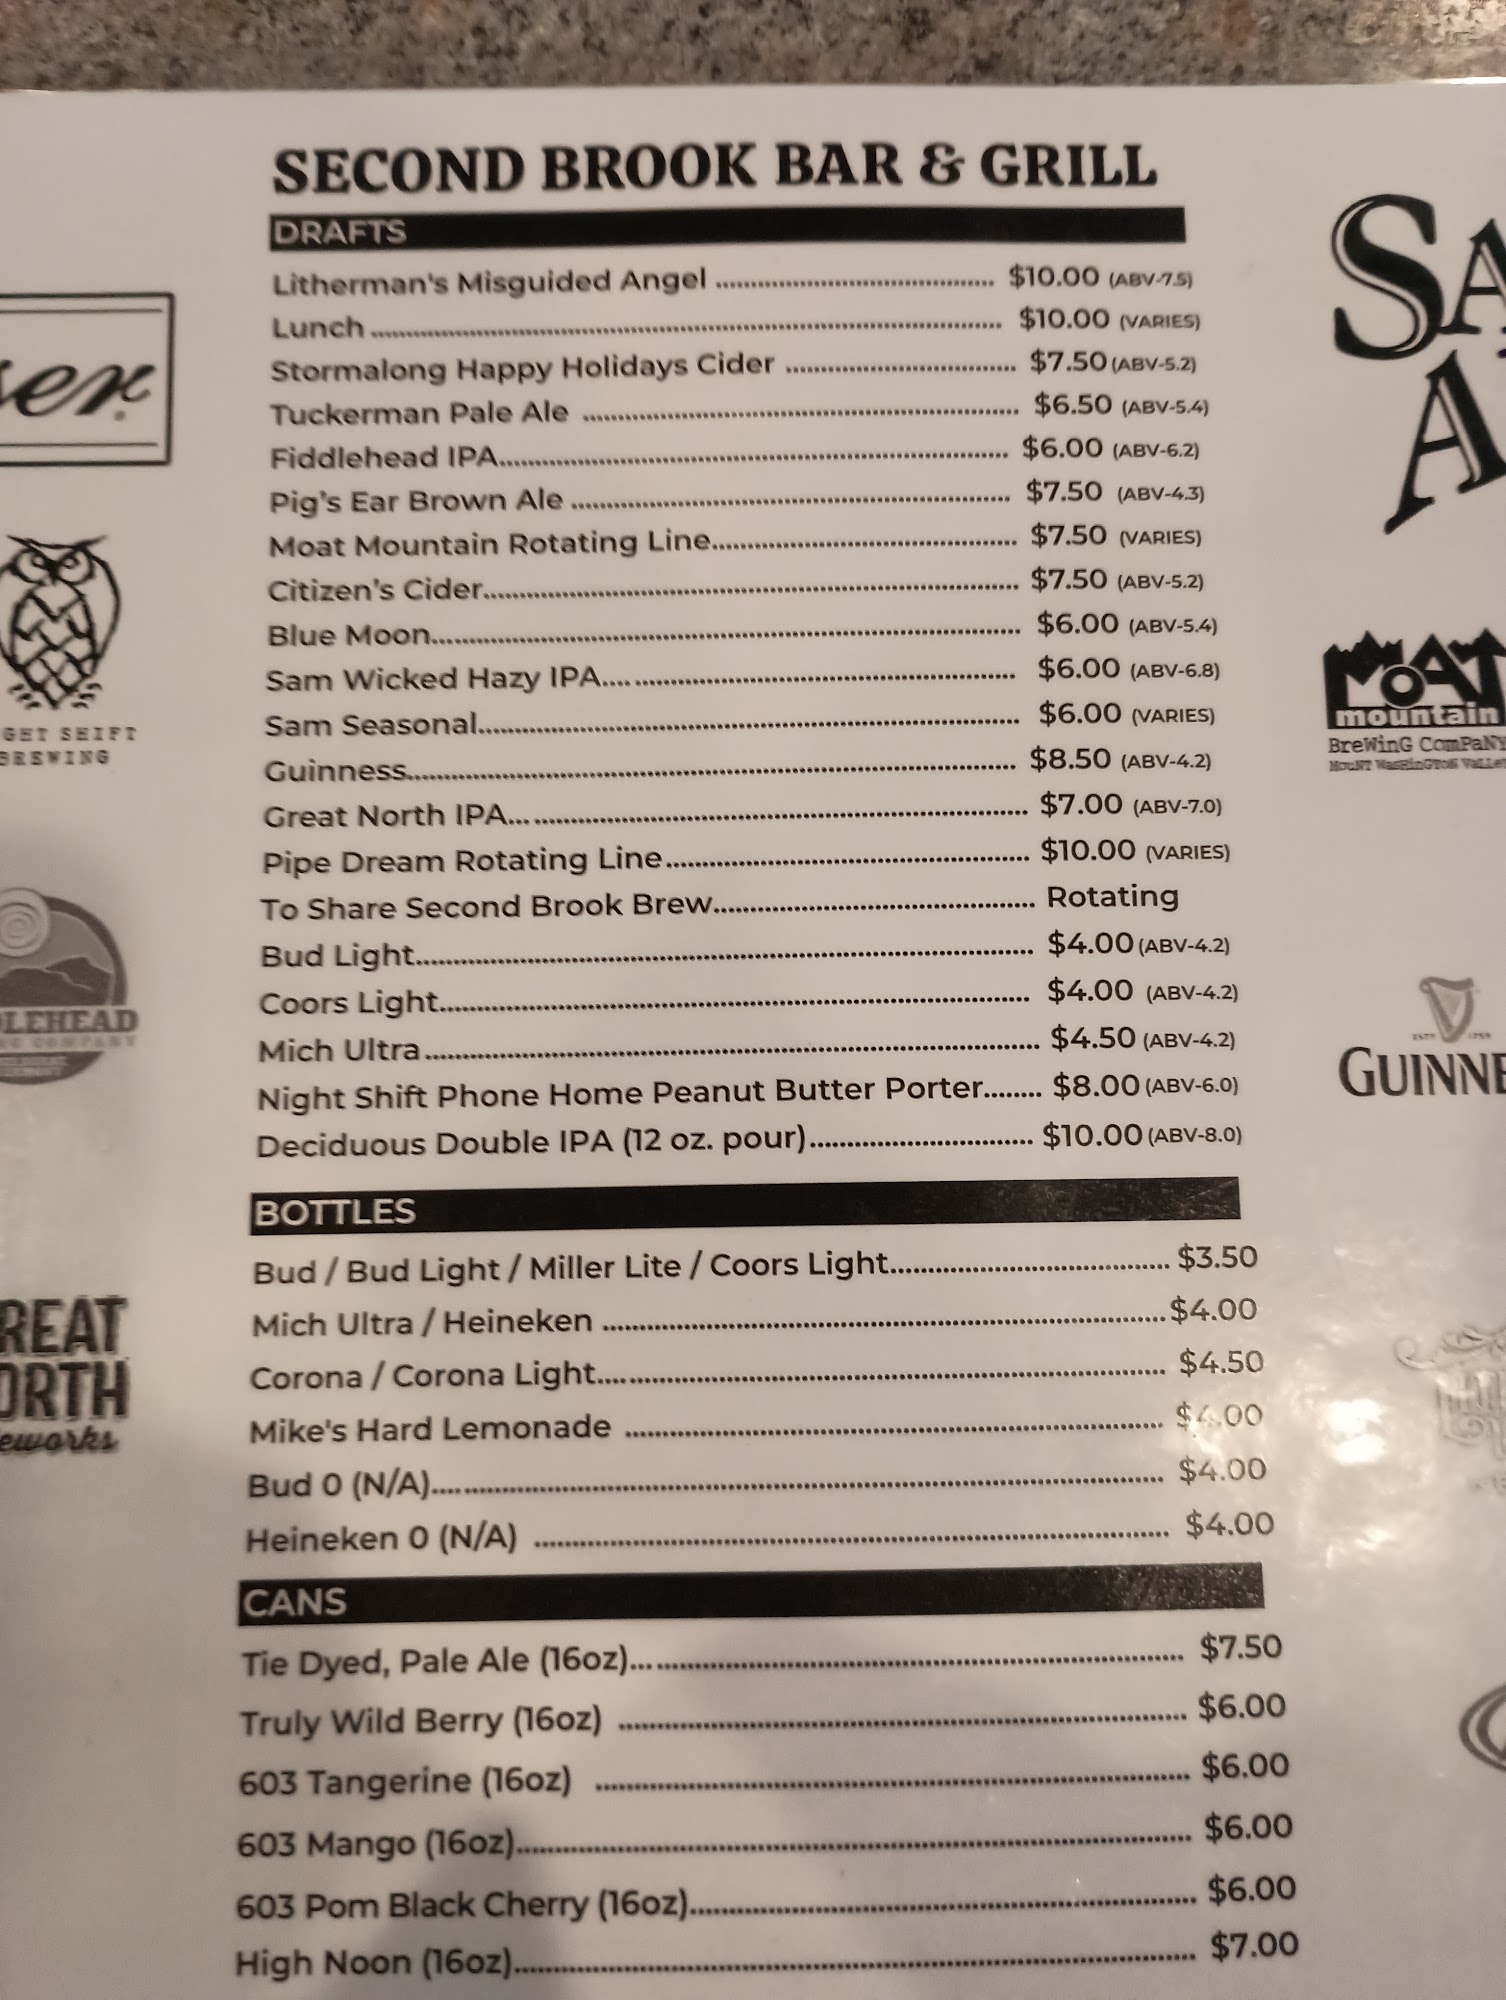 SECOND BROOK BAR & GRILL
DRAFTS
Litherman's Misguided Angel ................................... $10.00 (ABV-7.5)
Lunch ................................... $10.00 (VARIES)
Stormalong Happy Holidays Cider ................................... $7.50 (ABV-5.2)
Tuckerman Pale Ale ................................... $6.50 (ABV-5.4)
Fiddlehead IPA................................... $6.00 (ABV-6.2)
Pig's Ear Brown Ale ................................... $7.50 (ABV-4.3)
Moat Mountain Rotating Line................................... $7.50 (VARIES)
Citizen's Cider................................... $7.50 (ABV-5.2)
Blue Moon................................... $6.00 (ABV-5.4)
Sam Wicked Hazy IPA................................... $6.00 (ABV-6.8)
Sam Seasonal................................... $6.00 (VARIES)
Guinness................................... $8.50 (ABV-4.2)
Great North IPA................................... $7.00 (ABV-7.0)
Pipe Dream Rotating Line................................... $10.00 (VARIES)
To Share Second Brook Brew................................... Rotating
Bud Light................................... $4.00 (ABV-4.2)
Coors Light................................... $4.00 (ABV-4.2)
Mich Ultra................................... $4.50 (ABV-4.2)
Night Shift Phone Home Peanut Butter Porter........ $8.00 (ABV-6.0)
Deciduous Double IPA (12 oz. pour)................................... $10.00 (ABV-8.0)
BOTTLES
Bud / Bud Light / Miller Lite / Coors Light................................... $3.50
Mich Ultra / Heineken ................................... $4.00
Corona / Corona Light................................... $4.50
Mike's Hard Lemonade ................................... $4.00
Bud 0 (N/A)................................... $4.00
Heineken 0 (N/A) ................................... $4.00
CANS
Tie Dyed, Pale Ale (16oz)................................... $7.50
Truly Wild Berry (16oz) ................................... $6.00
603 Tangerine (16oz) ................................... $6.00
603 Mango (16oz)................................... $6.00
603 Pom Black Cherry (16oz)................................... $6.00
High Noon (16oz)................................... $7.00
GHT SHIFT
BREWING
LEHEAD
REAT
ORTH
eworks
SA
A
MOAT
mountain
BreWinG ComPaNY
MouNT WasHinGToN VaLLe
GUINNE